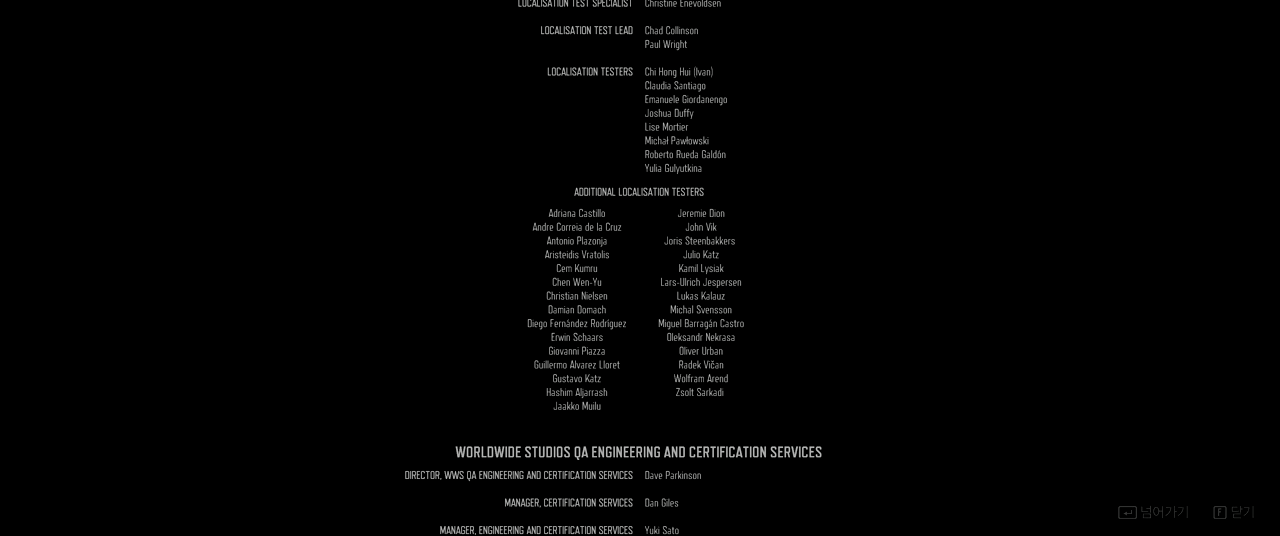 LOCALISATION TEST SPECIALIST Christine Enevoldsen
LOCALISATION TEST LEAD Chad Collinson
Paul Wright
LOCALISATION TESTERS Chi Hong Hui (Ivan)
Claudia Santiago
Emanuele Giordanengo
Joshua Duffy
Lise Mortier
Michał Pawłowski
Roberto Rueda Galdón
Yulia Gulyutkina
ADDITIONAL LOCALISATION TESTERS
Adriana Castillo Jeremie Dion
Andre Correia de la Cruz John Vik
Antonio Plazonja Joris Steenbakkers
Aristeidis Vratolis Julio Katz
Cem Kumru Kamil Lysiak
Chen Wen-Yu Lars-Ulrich Jespersen
Christian Nielsen Lukas Kalauz
Damian Domach Michal Svensson
Diego Fernández Rodríguez Miguel Barragán Castro
Erwin Schaars Oleksandr Nekrasa
Giovanni Piazza Oliver Urban
Guillermo Alvarez Lloret Radek Vičan
Gustavo Katz Wolfram Arend
Hashim Aljarrash Zsolt Sarkadi
Jaakko Muilu
WORLDWIDE STUDIOS QA ENGINEERING AND CERTIFICATION SERVICES
DIRECTOR, WWS QA ENGINEERING AND CERTIFICATION SERVICES Dave Parkinson
MANAGER, CERTIFICATION SERVICES Dan Giles
넘어가기 F 닫기
MANAGER, ENGINEERING AND CERTIFICATION SERVICES Yuki Sato